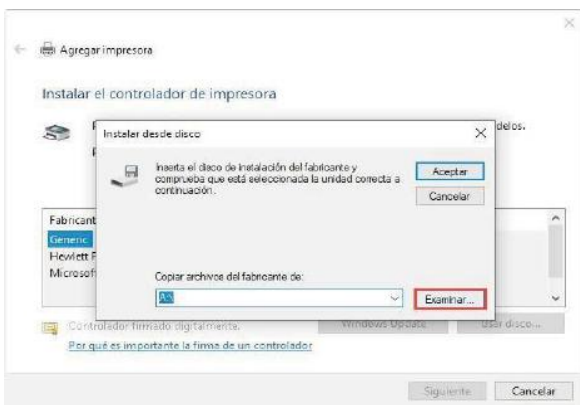 Agregar impresora
Instalar el controlador de impresora
delos.
Instalar desde disco
Inserta el disco de instalación del fabricante y
comprueba que está seleccionada la unidad correcta a
continuación.
Aceptar
Cancelar
Fabricant
Generic
Hewlett P
Microsof
Copiar archivos del fabricante de:
A:\
Examinar...
Controlador firmado digitalmente.
Windows Update
Usar disco...
Por qué es importante la firma de un controlador
Siguiente
Cancelar